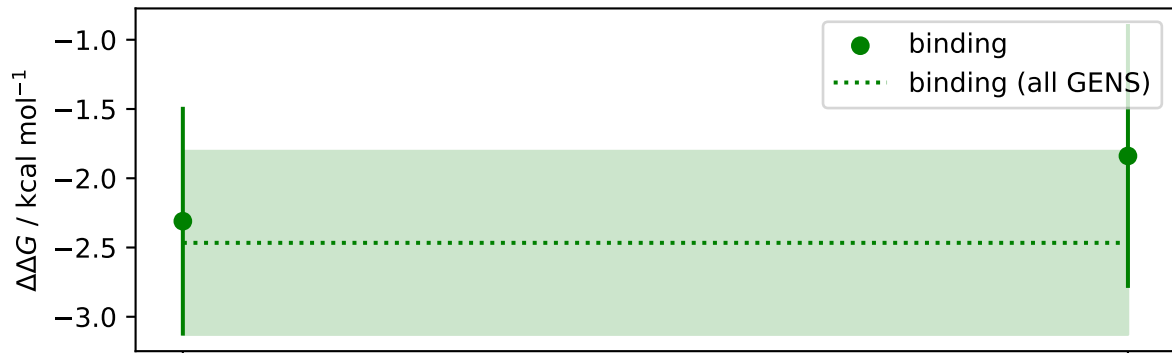 ΔΔG / kcal mol⁻¹
−1.0
−1.5
−2.0
−2.5
−3.0
binding
binding (all GENS)